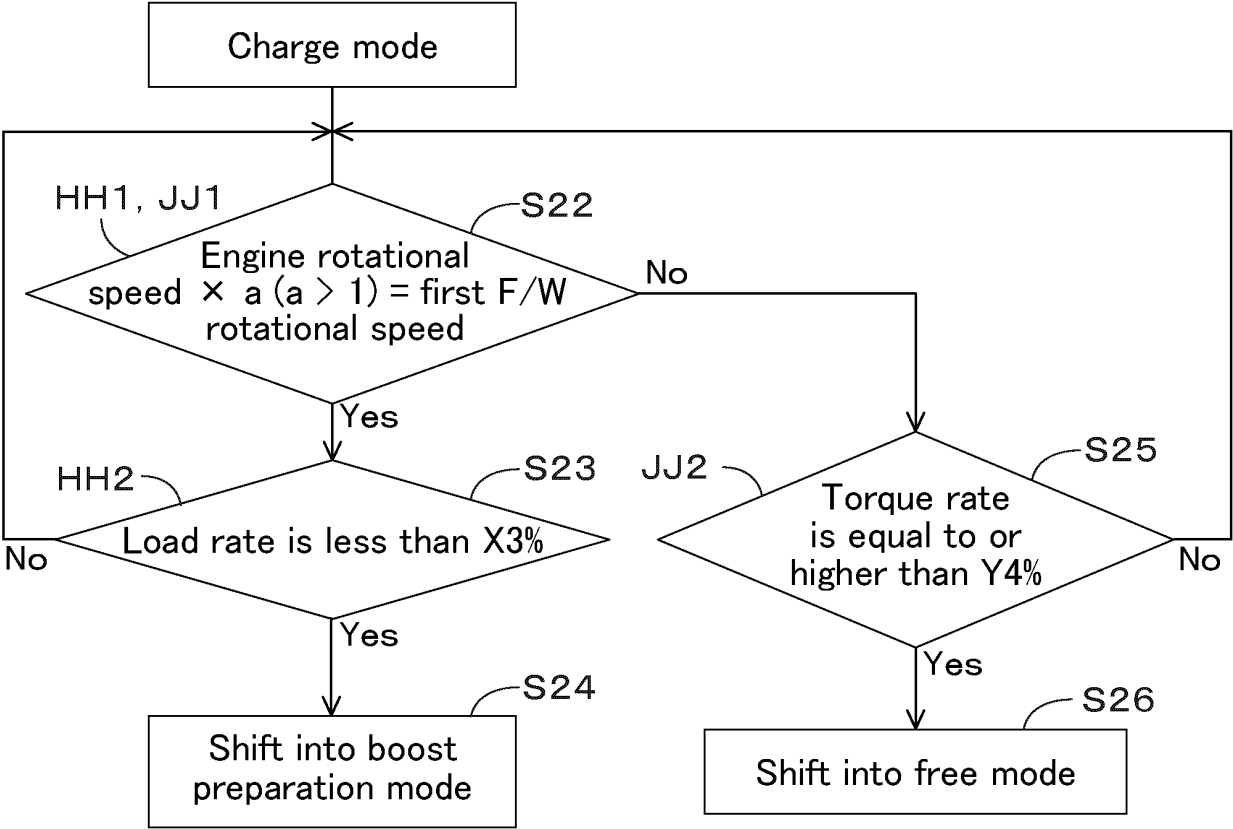 Charge mode
HH1, JJ1
S22
Engine rotational
speed × a (a > 1) = first F/W
rotational speed
No
Yes
HH2
S23
Load rate is less than X3%
No
Yes
JJ2
S25
Torque rate
is equal to or
higher than Y4%
No
Yes
S24
Shift into boost
preparation mode
S26
Shift into free mode